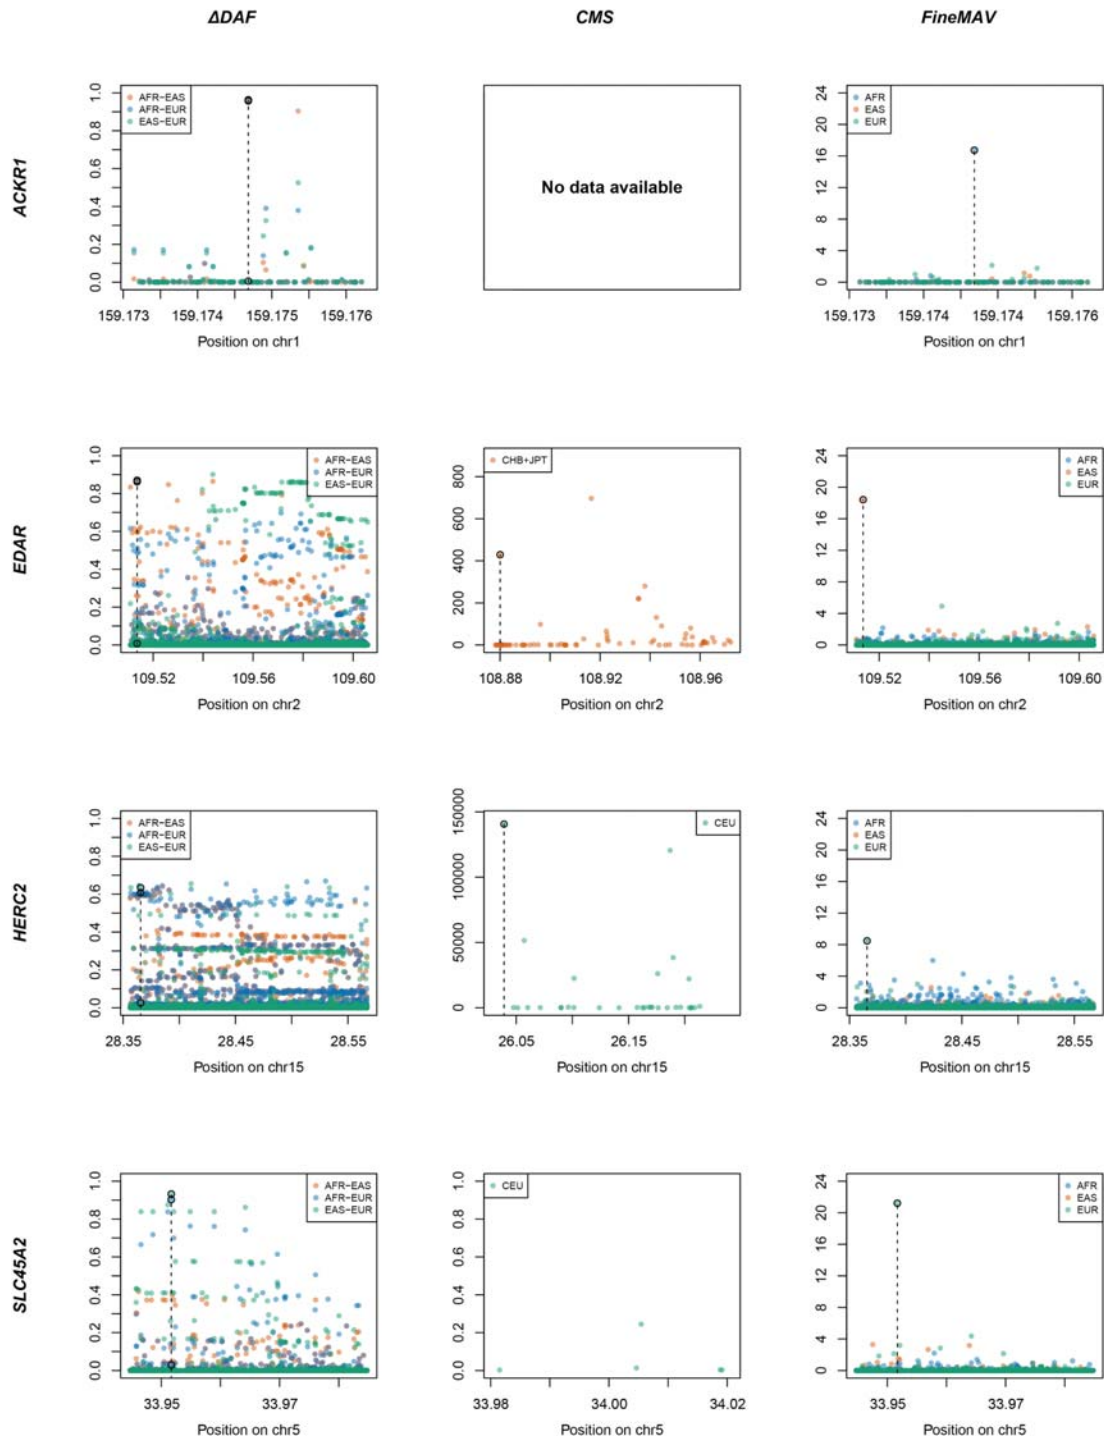 ΔDAF CMS FineMAV
ACKR1
1.0
0.8
0.6
0.4
0.2
0.0
AFR-EAS
AFR-EUR
EAS-EUR
159.173 159.174 159.175 159.176
Position on chr1
No data available
24
20
16
12
8
4
0
AFR
EAS
EUR
159.173 159.174 159.174 159.176
Position on chr1
EDAR
1.0
0.8
0.6
0.4
0.2
0.0
AFR-EAS
AFR-EUR
EAS-EUR
109.52 109.56 109.60
Position on chr2
800
600
400
200
0
CHB+JPT
108.88 108.92 108.96
Position on chr2
24
20
16
12
8
4
0
AFR
EAS
EUR
109.52 109.56 109.60
Position on chr2
HERC2
1.0
0.8
0.6
0.4
0.2
0.0
AFR-EAS
AFR-EUR
EAS-EUR
28.35 28.45 28.55
Position on chr15
150000
100000
50000
0
CEU
26.05 26.15
Position on chr15
24
20
16
12
8
4
0
AFR
EAS
EUR
28.35 28.45 28.55
Position on chr15
SLC45A2
1.0
0.8
0.6
0.4
0.2
0.0
AFR-EAS
AFR-EUR
EAS-EUR
33.95 33.97
Position on chr5
1.0
0.8
0.6
0.4
0.2
0.0
CEU
33.98 34.00 34.02
Position on chr5
24
20
16
12
8
4
0
AFR
EAS
EUR
33.95 33.97
Position on chr5